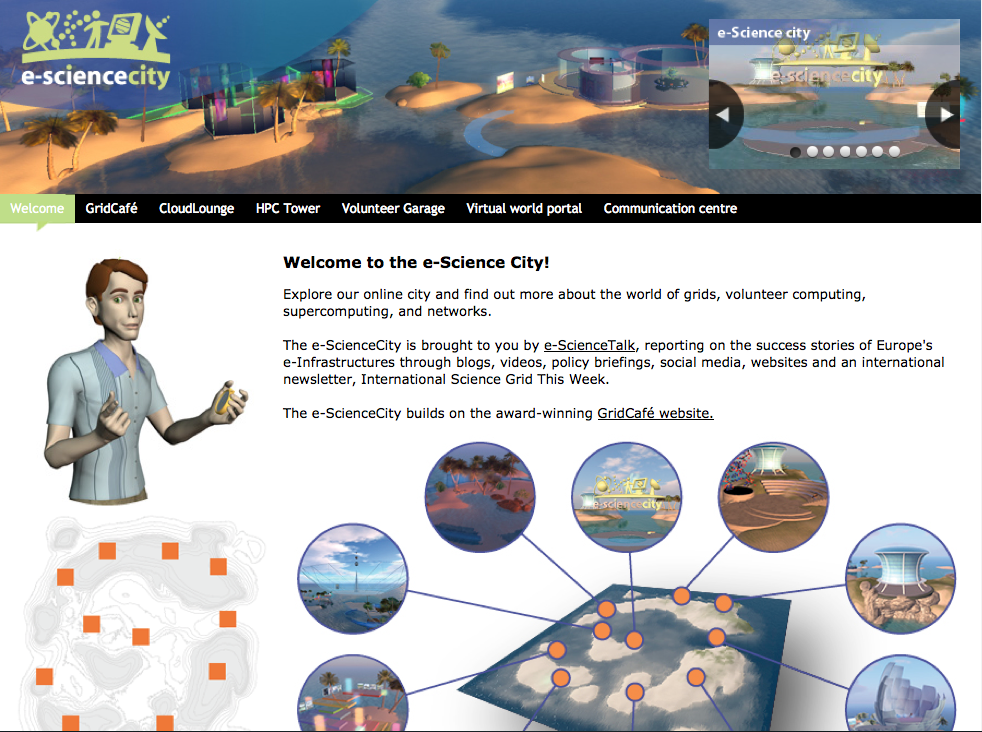 e-sciencecity
e-Science city
e-sciencecity
Welcome GridCafé CloudLounge HPC Tower Volunteer Garage Virtual world portal Communication centre
Welcome to the e-Science City!
Explore our online city and find out more about the world of grids, volunteer computing,
supercomputing, and networks.
The e-ScienceCity is brought to you by e-ScienceTalk, reporting on the success stories of Europe's
e-Infrastructures through blogs, videos, policy briefings, social media, websites and an international
newsletter, International Science Grid This Week.
The e-ScienceCity builds on the award-winning GridCafé website.
e-sciencecity